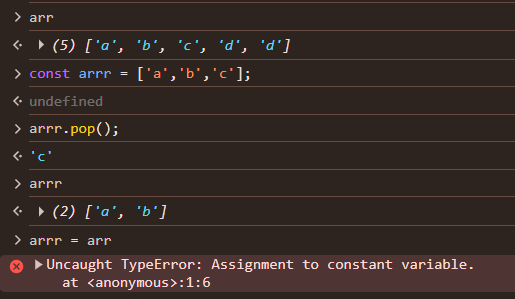 > arr
< (5) ['a', 'b', 'c', 'd', 'd']
> const arrr = ['a','b','c'];
< undefined
> arrr.pop();
< 'c'
> arrr
< (2) ['a', 'b']
> arrr = arr
Uncaught TypeError: Assignment to constant variable.
at <anonymous>:1:6